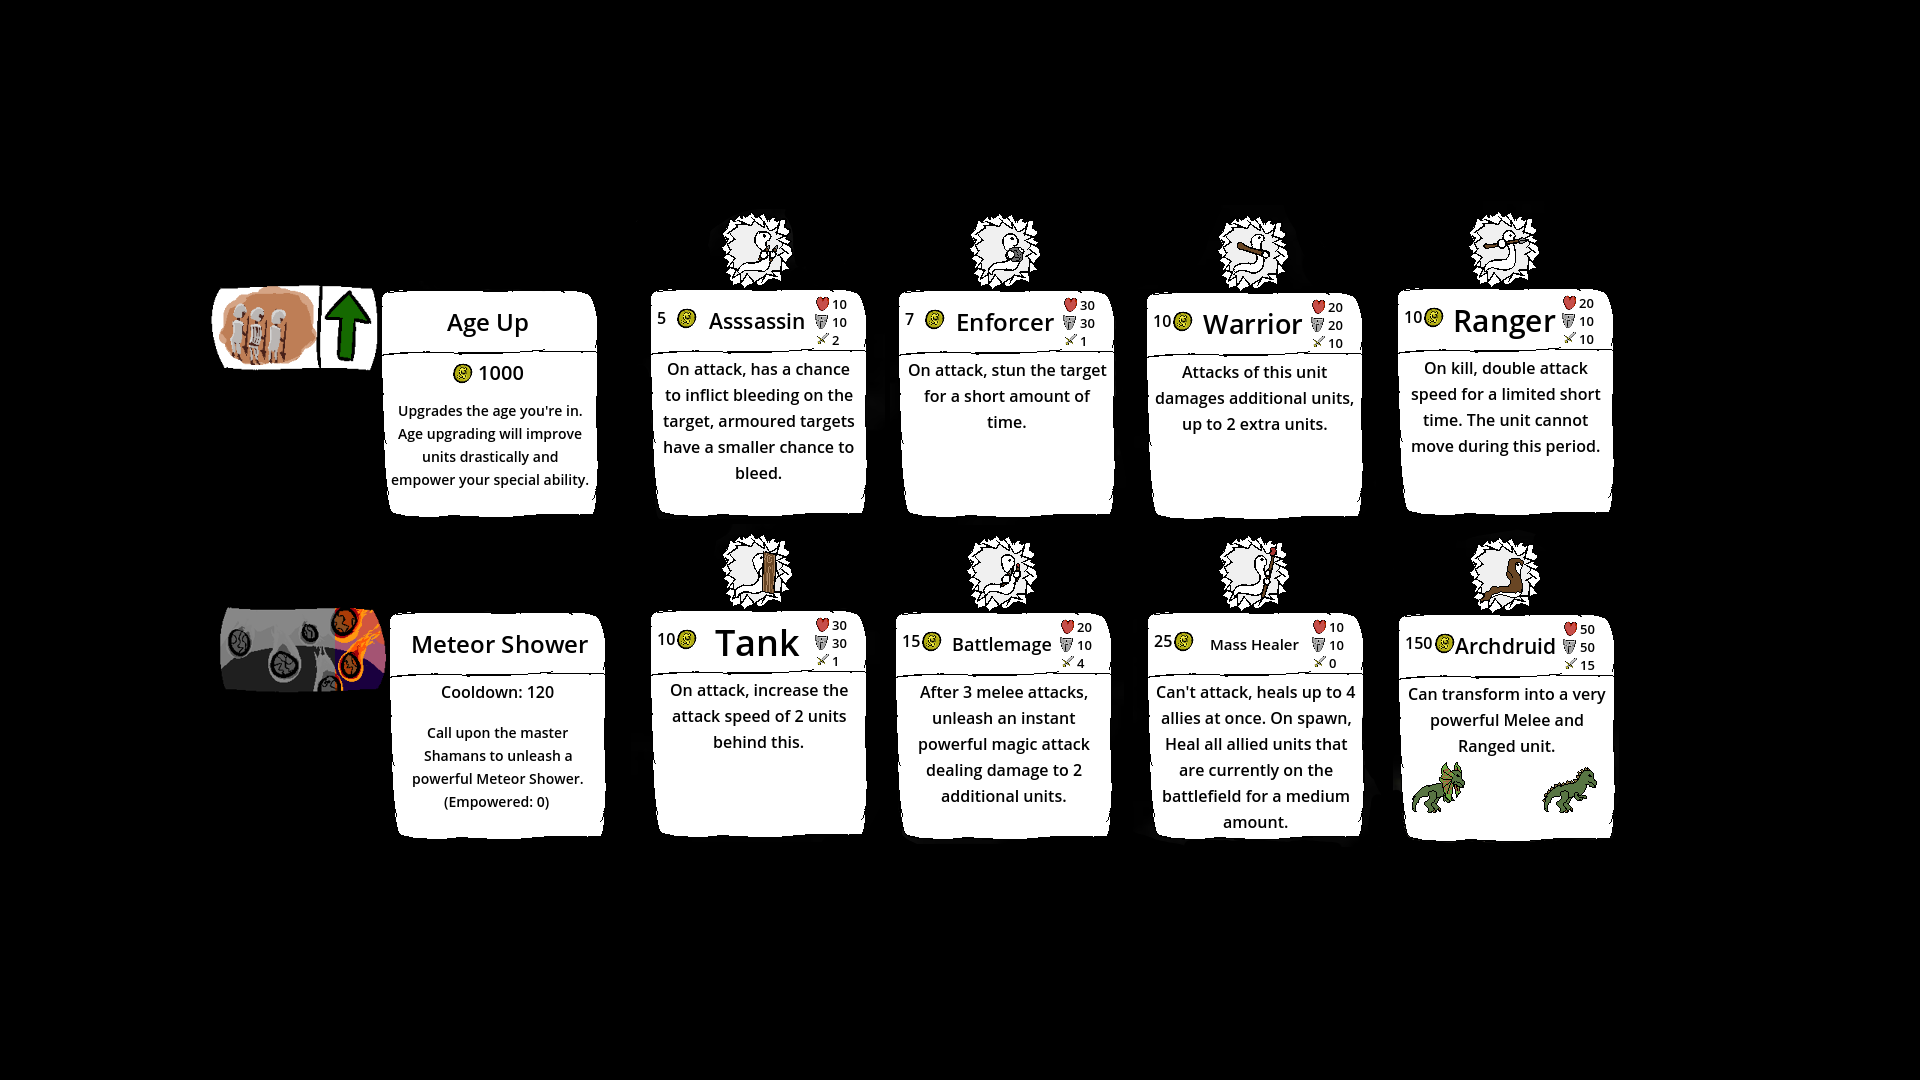 Age Up
1000
Upgrades the age you're in.
Age upgrading will improve
units drastically and
empower your special ability.
5 Asssassin 10
10
2
On attack, has a chance
to inflict bleeding on the
target, armoured targets
have a smaller chance to
bleed.
7 Enforcer 30
30
1
On attack, stun the target
for a short amount of
time.
10 Warrior 20
20
10
Attacks of this unit
damages additional units,
up to 2 extra units.
10 Ranger 20
10
10
On kill, double attack
speed for a limited short
time. The unit cannot
move during this period.
Meteor Shower
Cooldown: 120
Call upon the master
Shamans to unleash a
powerful Meteor Shower.
(Empowered: 0)
10 Tank 30
30
1
On attack, increase the
attack speed of 2 units
behind this.
15 Battlemage 20
10
4
After 3 melee attacks,
unleash an instant
powerful magic attack
dealing damage to 2
additional units.
25 Mass Healer 10
10
0
Can't attack, heals up to 4
allies at once. On spawn,
Heal all allied units that
are currently on the
battlefield for a medium
amount.
150 Archdruid 50
50
15
Can transform into a very
powerful Melee and
Ranged unit.